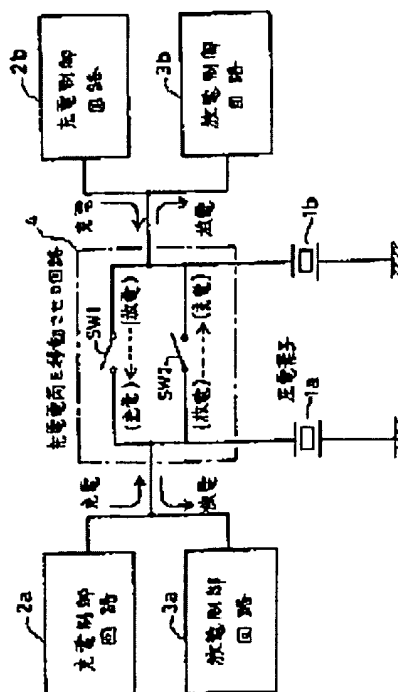 充電電荷を移動させる回路
4
2a
充電制御
回路
3a
放電制御
回路
充電
放電
SW1
(充電)
(放電)
SW2
(放電)
(充電)
充電
放電
2b
充電制御
回路
3b
放電制御
回路
圧電素子
1a
1b